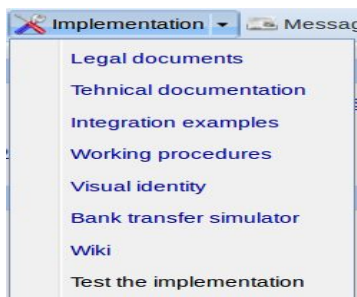 Implementation Messag
Legal documents
Tehnical documentation
Integration examples
Working procedures
Visual identity
Bank transfer simulator
Wiki
Test the implementation